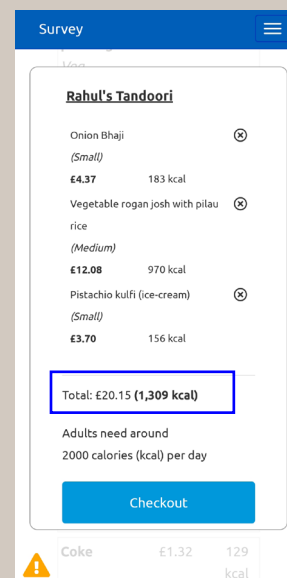 Survey
Veg
Rahul's Tandoori
Onion Bhaji
(Small)
£4.37 183 kcal
Vegetable rogan josh with pilau
rice
(Medium)
£12.08 970 kcal
Pistachio kulfi (ice-cream)
(Small)
£3.70 156 kcal
Total: £20.15 (1,309 kcal)
Adults need around
2000 calories (kcal) per day
Checkout
Coke £1.32 129
kcal